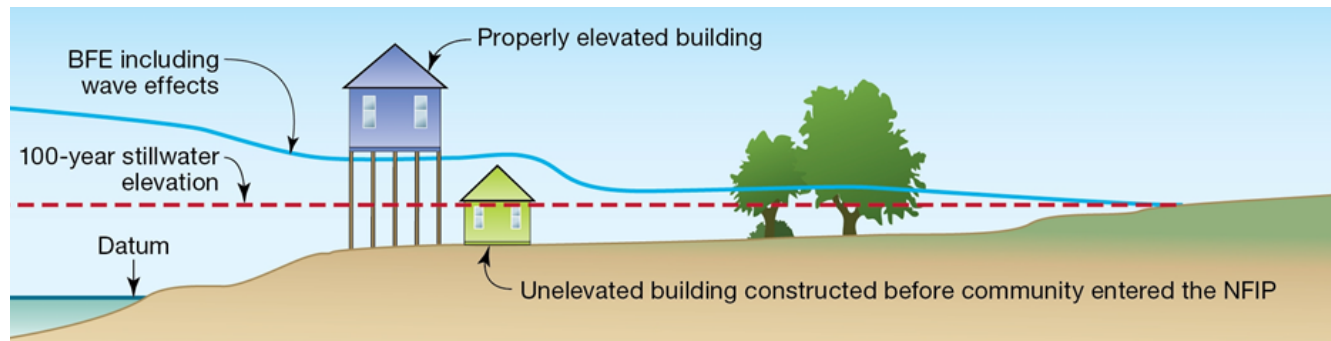 Properly elevated building
BFE including
wave effects
100-year stillwater
elevation
Datum
Unelevated building constructed before community entered the NFIP